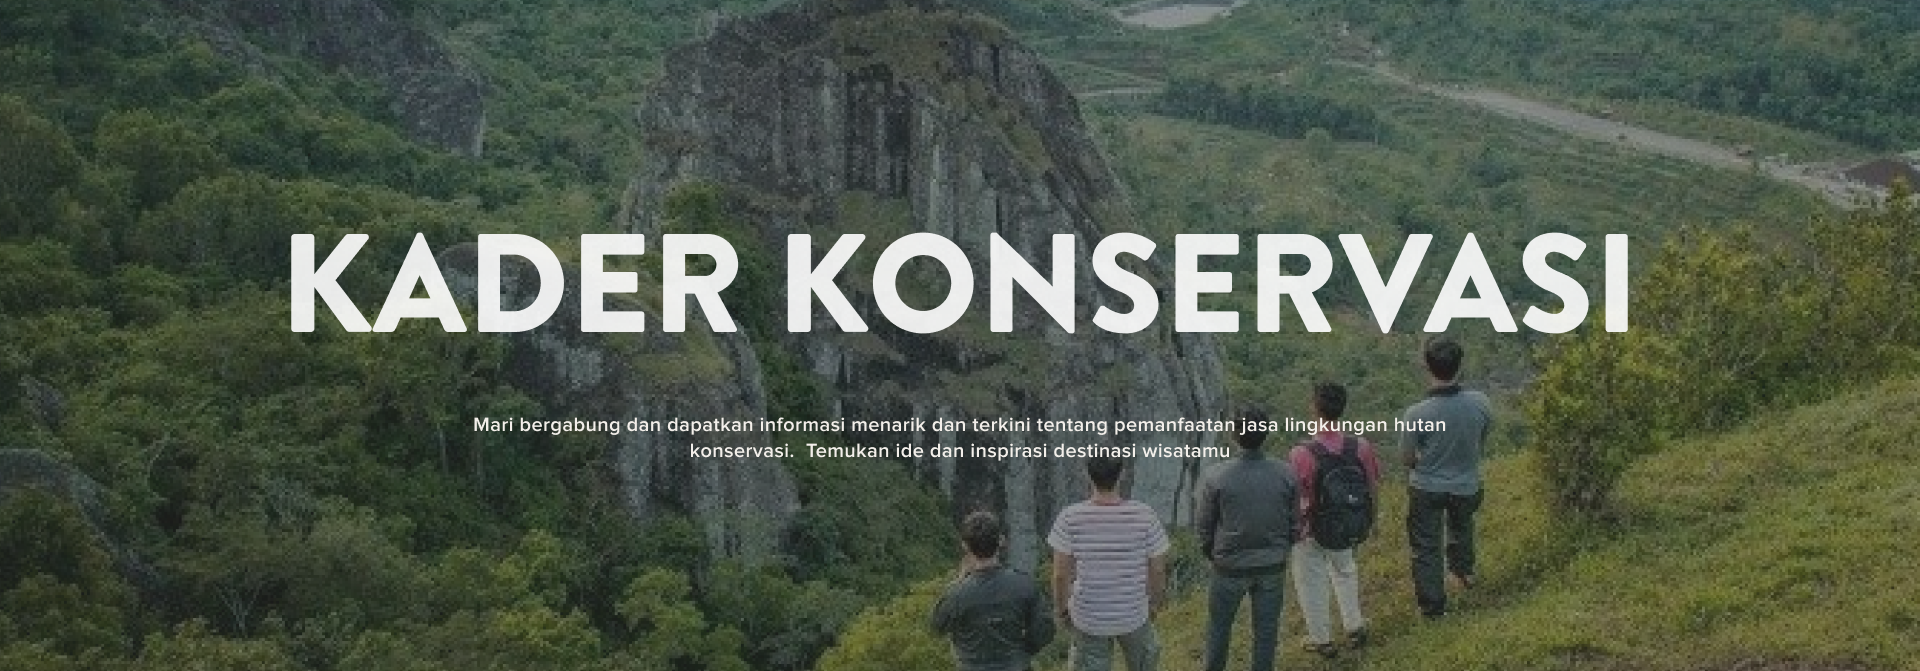 KADER KONSERVASI
Mari bergabung dan dapatkan informasi menarik dan terkini tentang pemanfaatan jasa lingkungan hutan
konservasi.  Temukan ide dan inspirasi destinasi wisatamu